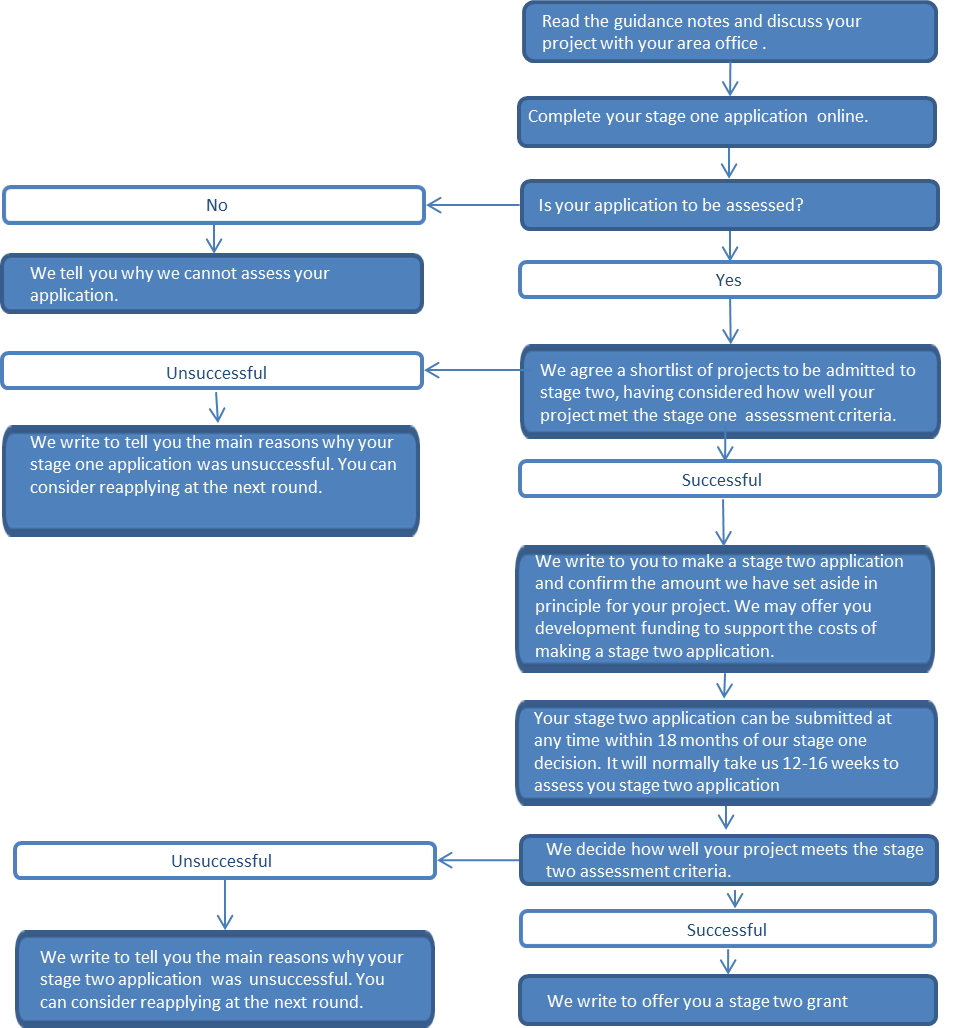 Read the guidance notes and discuss your
project with your area office .
Complete your stage one application  online.
Is your application to be assessed?
No
We tell you why we cannot assess your
application.
Yes
We agree a shortlist of projects to be admitted to
stage two, having considered how well your
project met the stage one  assessment criteria.
Unsuccessful
We write to tell you the main reasons why your
stage one application was unsuccessful. You can
consider reapplying at the next round.
Successful
We write to you to make a stage two application
and confirm the amount we have set aside in
principle for your project. We may offer you
development funding to support the costs of
making a stage two application.
Your stage two application can be submitted at
any time within 18 months of our stage one
decision. It will normally take us 12-16 weeks to
assess you stage two application
We decide how well your project meets the stage
two assessment criteria.
Unsuccessful
We write to tell you the main reasons why your
stage two application  was  unsuccessful. You
can consider reapplying at the next round.
Successful
We write to offer you a stage two grant